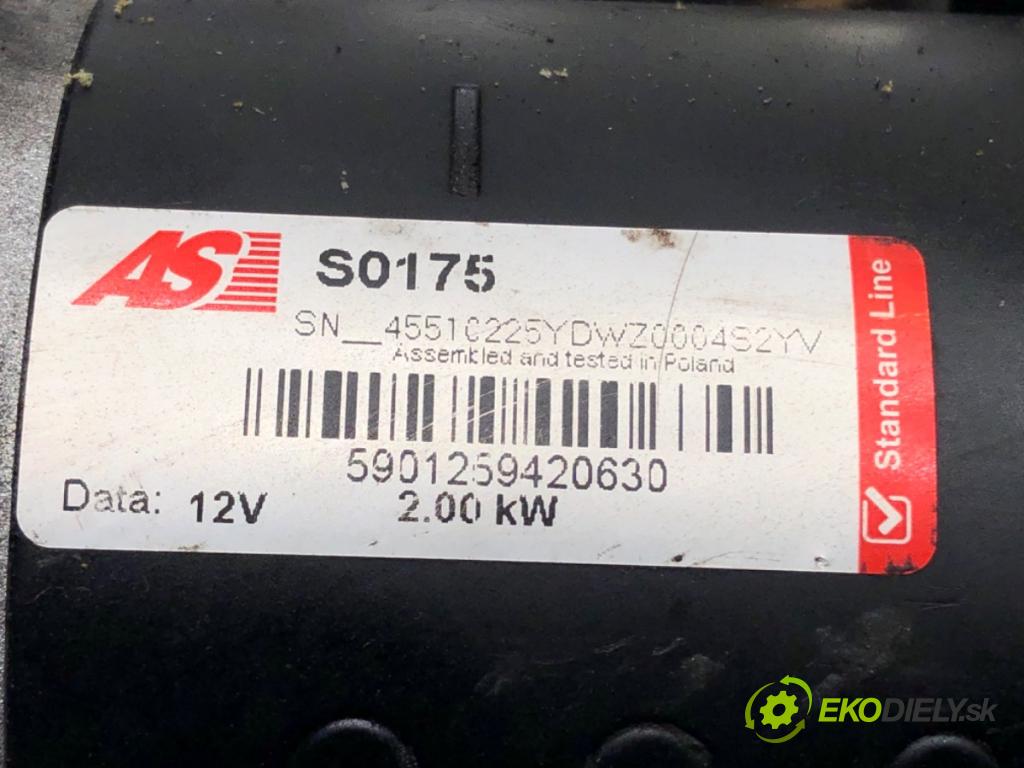 AS
S0175
SN__45510225YDWZ0004S2YV
Assembled and tested in Poland
5901259420630
Data: 12V 2.00 kW
Standard Line
EKODIELY.sk